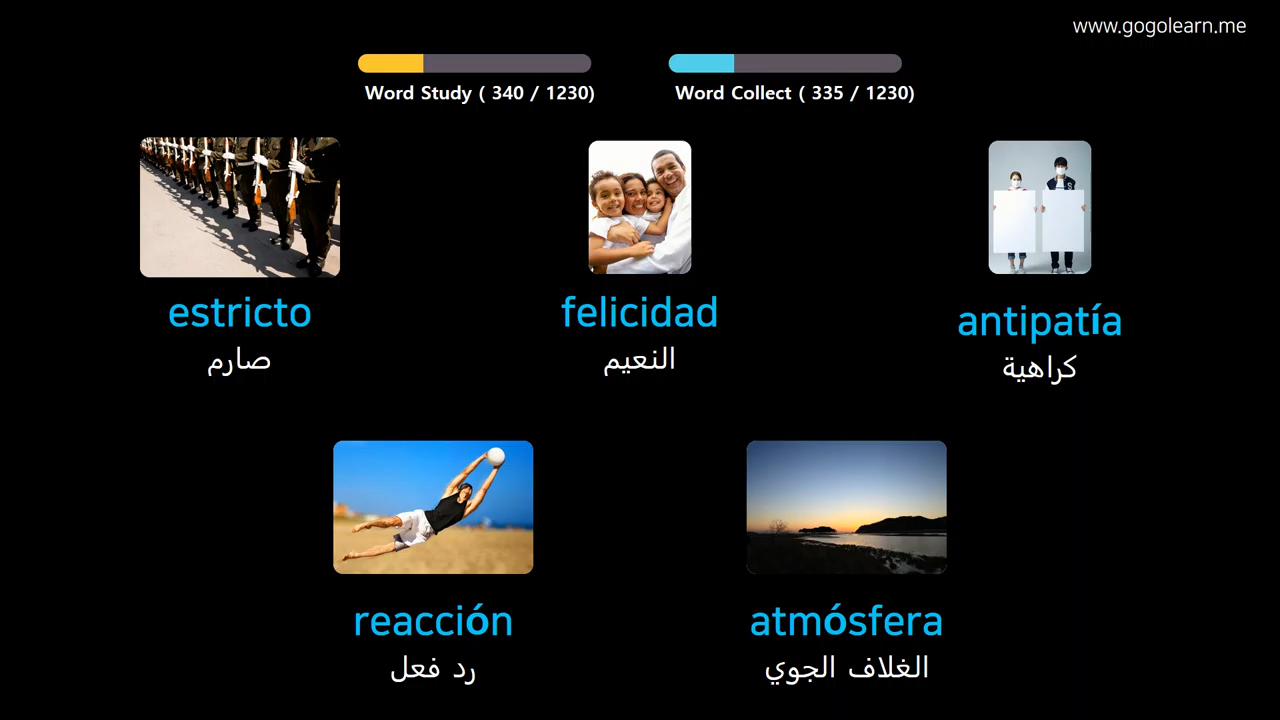 www.gogolearn.me
Word Study ( 340 / 1230)
Word Collect ( 335 / 1230)
estricto
صارم
felicidad
النعيم
antipatía
كراهية
reacción
رد فعل
atmósfera
الغلاف الجوي